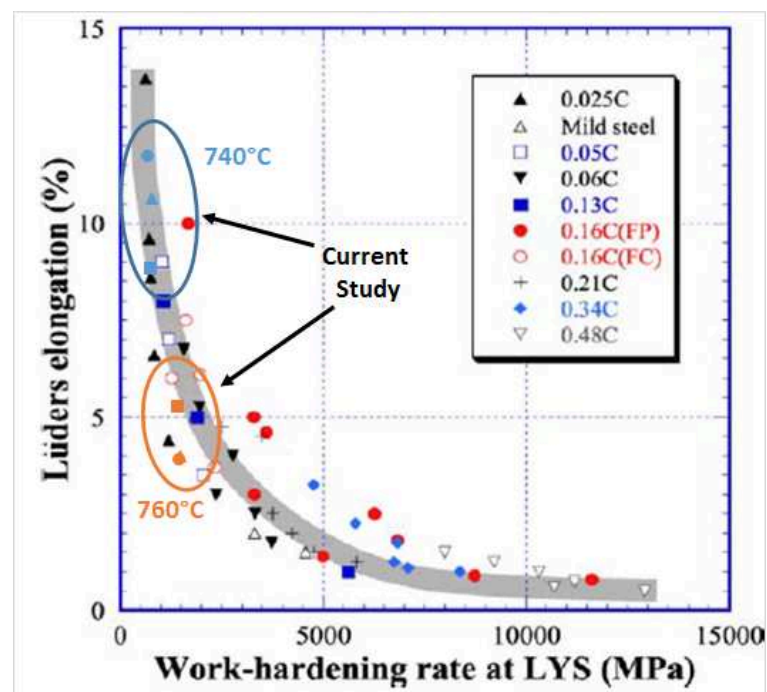 15
10
5
0
0
5000
10000
15000
Lüders elongation (%)
Work-hardening rate at LYS (MPa)
740°C
760°C
Current
Study
0.025C
Mild steel
0.05C
0.06C
0.13C
0.16C(FP)
0.16C(FC)
0.21C
0.34C
0.48C